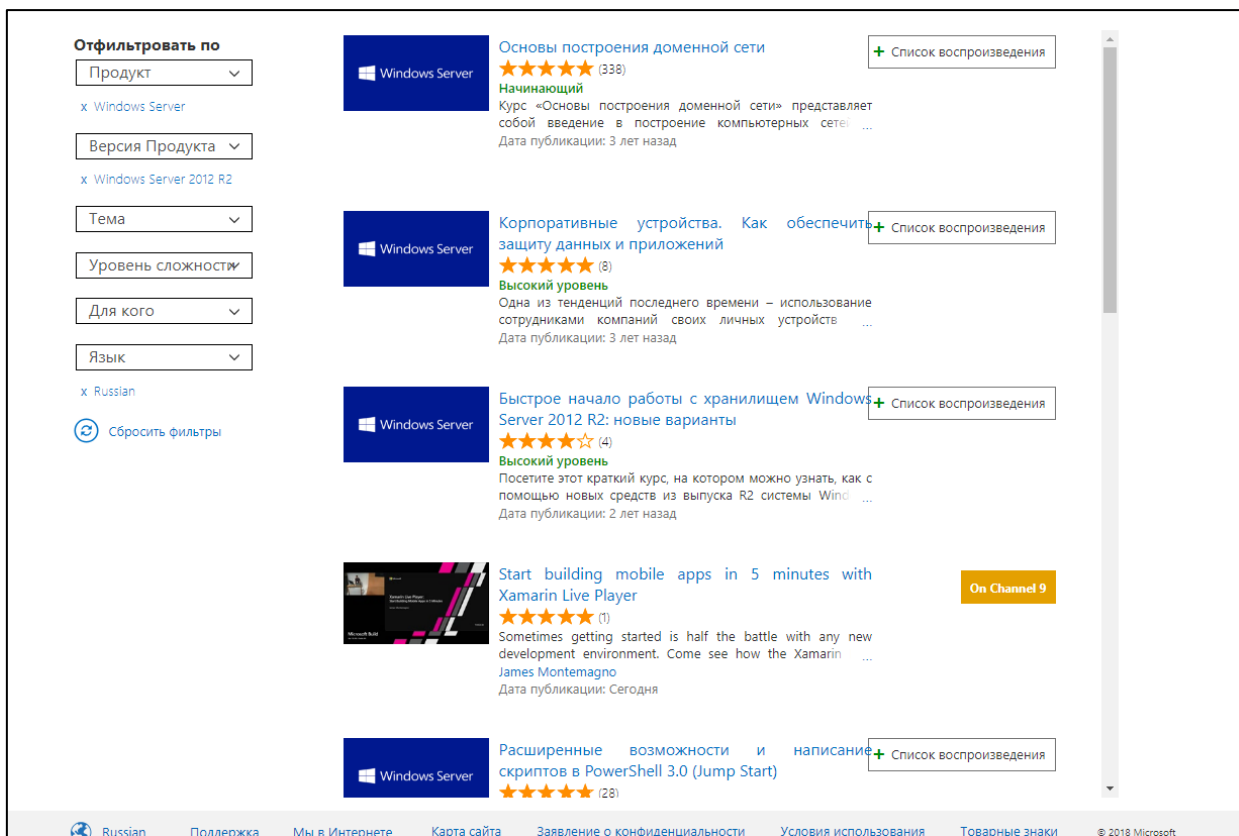 Отфильтровать по
Продукт
x Windows Server
Версия Продукта
x Windows Server 2012 R2
Тема
Уровень сложности
Для кого
Язык
x Russian
Сбросить фильтры
Windows Server
Основы построения доменной сети
(338)
Начинающий
Курс «Основы построения доменной сети» представляет
собой введение в построение компьютерных сетей ...
Дата публикации: 3 лет назад
+ Список воспроизведения
Windows Server
Корпоративные устройства. Как обеспечить
защиту данных и приложений
(8)
Высокий уровень
Одна из тенденций последнего времени – использование
сотрудниками компаний своих личных устройств ...
Дата публикации: 3 лет назад
+ Список воспроизведения
Windows Server
Быстрое начало работы с хранилищем Windows
Server 2012 R2: новые варианты
(4)
Высокий уровень
Посетите этот краткий курс, на котором можно узнать, как с
помощью новых средств из выпуска R2 системы Wind ...
Дата публикации: 2 лет назад
+ Список воспроизведения
Start building mobile apps in 5 minutes with
Xamarin Live Player
(1)
Sometimes getting started is half the battle with any new
development environment. Come see how the Xamarin ...
James Montemagno
Дата публикации: Сегодня
On Channel 9
Windows Server
Расширенные возможности и написание
скриптов в PowerShell 3.0 (Jump Start)
(28)
+ Список воспроизведения
Russian Поддержка Мы в Интернете Карта сайта Заявление о конфиденциальности Условия использования Товарные знаки © 2018 Microsoft